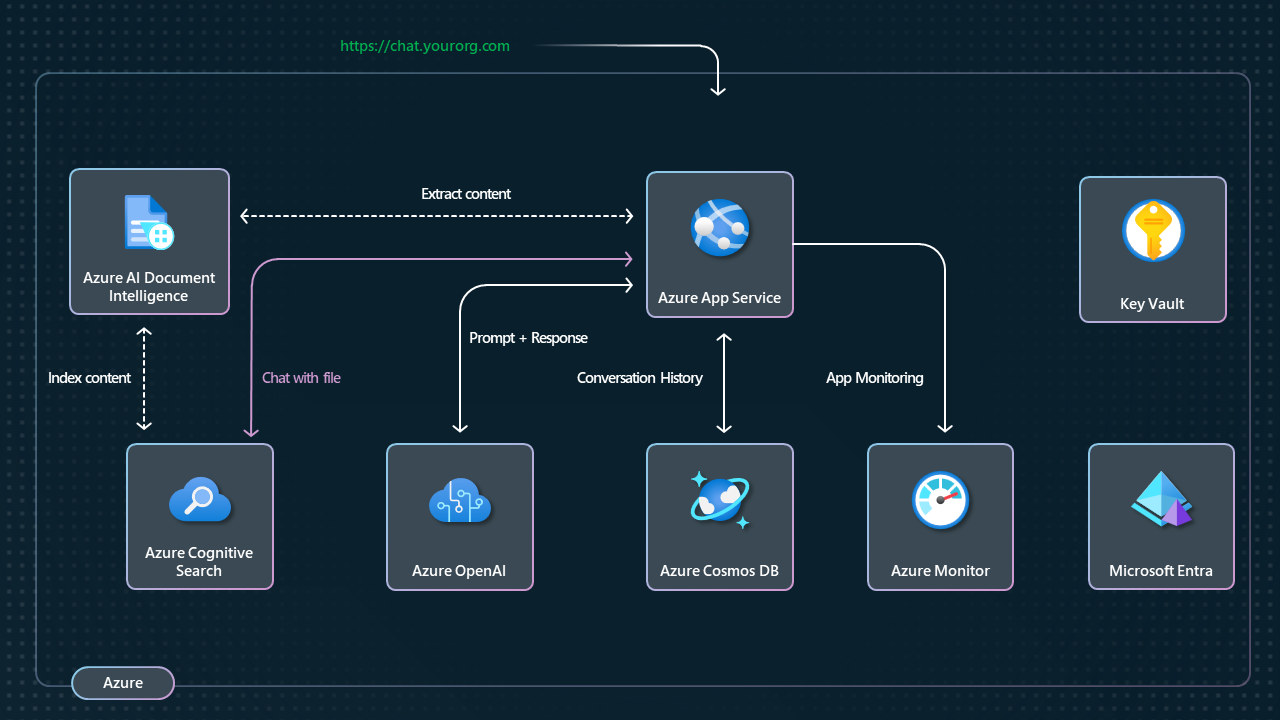 https://chat.yourorg.com
Extract content
Azure AI Document
Intelligence
Azure App Service
Key Vault
Prompt + Response
Index content
Chat with file
Conversation History
App Monitoring
Azure Cognitive
Search
Azure OpenAI
Azure Cosmos DB
Azure Monitor
Microsoft Entra
Azure